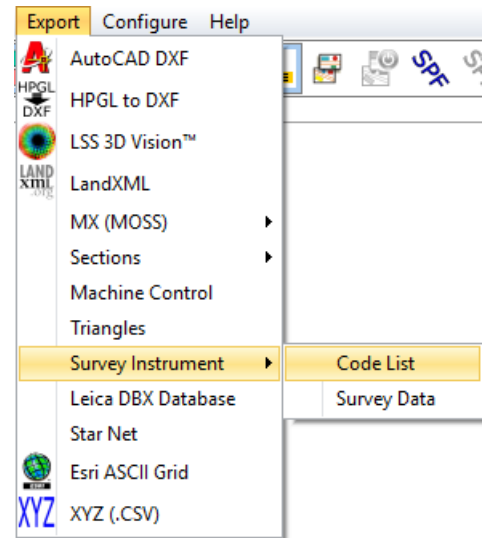 Export Configure Help
AutoCAD DXF
SPF
HPGL
DXF
HPGL to DXF
LSS 3D Vision™
LAND
xml
.org
LandXML
MX (MOSS)
Sections
Machine Control
Triangles
Survey Instrument
Code List
Leica DBX Database
Survey Data
Star Net
Esri ASCII Grid
XYZ
XYZ (.CSV)